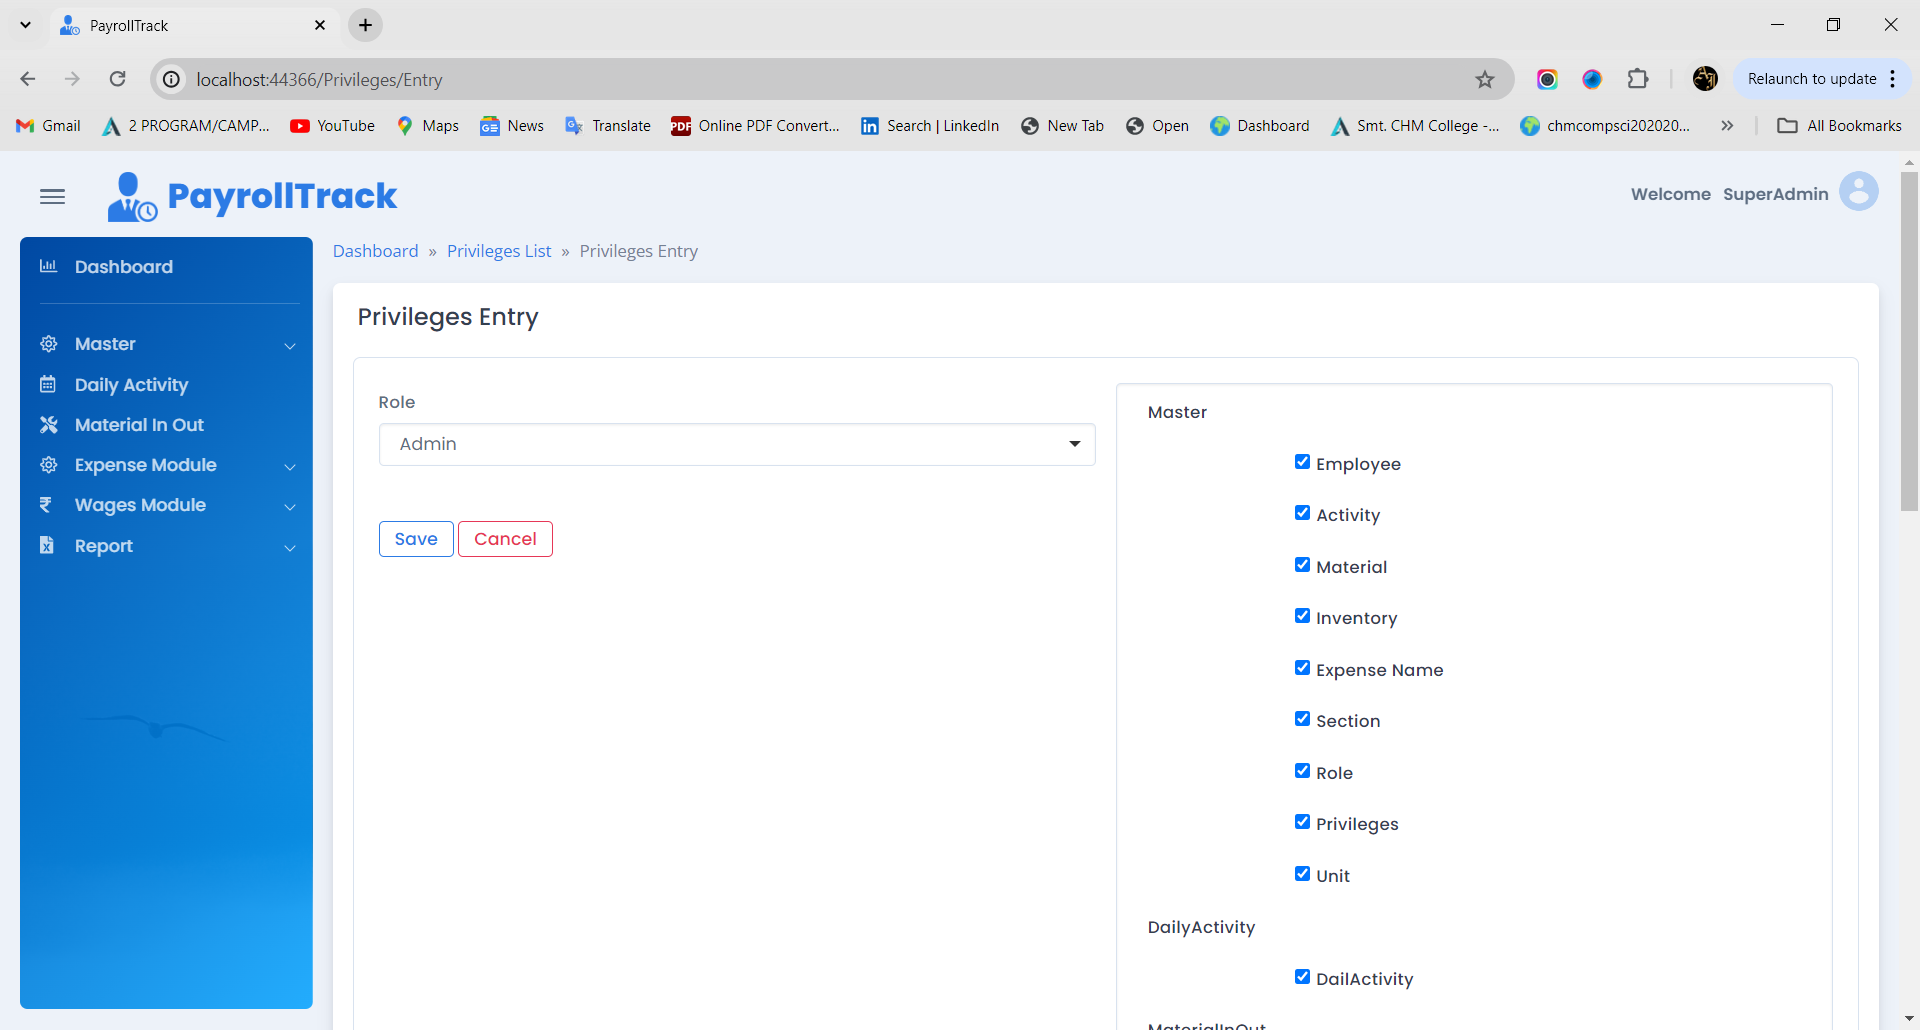 PayrollTrack
localhost:44366/Privileges/Entry
Relaunch to update
Gmail
2 PROGRAM/CAMP...
YouTube
Maps
News
Translate
PDF
Online PDF Convert...
Search | LinkedIn
New Tab
Open
Dashboard
Smt. CHM College -...
chmcompsci202020...
All Bookmarks
PayrollTrack
Welcome SuperAdmin
Dashboard
Master
Daily Activity
Material In Out
Expense Module
Wages Module
Report
Dashboard » Privileges List » Privileges Entry
Privileges Entry
Role
Admin
Save
Cancel
Master
Employee
Activity
Material
Inventory
Expense Name
Section
Role
Privileges
Unit
DailyActivity
DailActivity
MaterialInOut